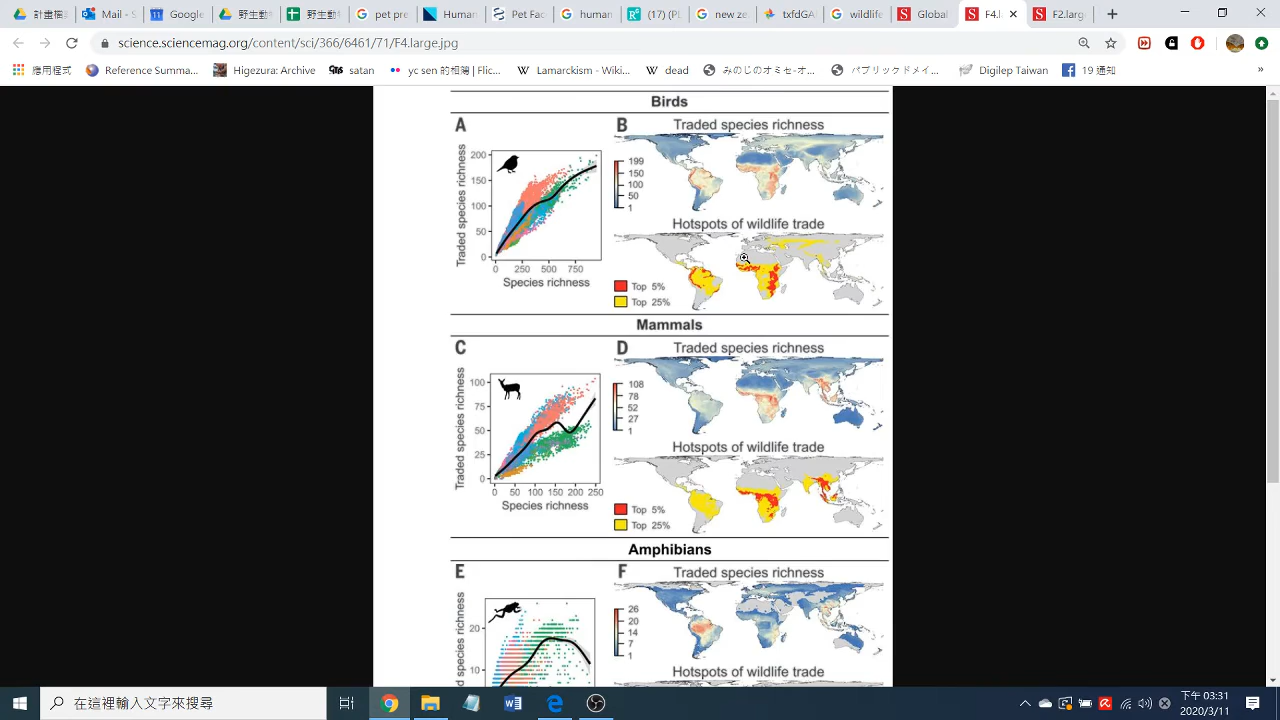 Mail - S
Google
Google
pet pre
Humm
Psych
human
(17) (P
new ze
dGAL
wildlife
Global
F4.l
F2.larg
science.sciencemag.org/content/sci/366/6461/71/F4.large.jpg
應用程式
Reference Summa...
Higezura: Archive
satari
yc sen 的相簿 | Flic...
Lamarckism - Wiki...
dead
みのじのオミセ-オ...
パブリックドメイ...
Digilep Taiwan
19 通知
»
Birds
A
Traded species richness
200
150
100
50
0
0 250 500 750
Species richness
B
Traded species richness
199
150
100
50
1
Hotspots of wildlife trade
Top 5%
Top 25%
Mammals
C
Traded species richness
100
75
50
25
0
0 50 100 150 200 250
Species richness
D
Traded species richness
108
78
52
27
1
Hotspots of wildlife trade
Top 5%
Top 25%
Amphibians
E
d species richness
20
10
F
Traded species richness
26
20
14
7
1
Hotspots of wildlife trade
在這裡輸入文字來搜尋
下午 03:31
2020/3/11